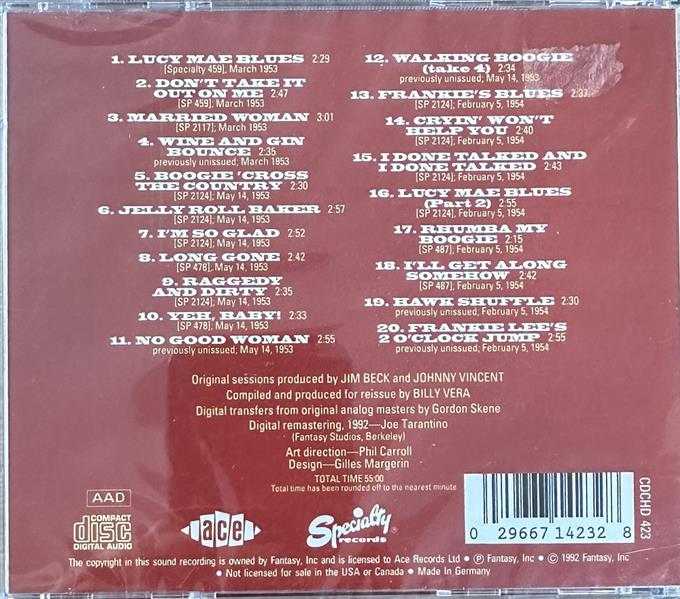 1. LUCY MAE BLUES 2:29
[Specialty 459]; March 1953
2. DON'T TAKE IT
OUT ON ME 2:47
[SP 459]; March 1953
3. MARRIED WOMAN 3:01
[SP 2117]; March 1953
4. WINE AND GIN
BOUNCE 2:35
previously unissued; March 1953
5. BOOGIE 'CROSS
THE COUNTRY 2:30
[SP 2124]; May 14, 1953
6. JELLY ROLL BAKER 2:57
[SP 2124]; May 14, 1953
7. I'M SO GLAD 2:52
[SP 2124]; May 14, 1953
8. LONG GONE 2:42
[SP 478]; May 14, 1953
9. RAGGEDY
AND DIRTY 2:35
[SP 2124]; May 14, 1953
10. YEH, BABY! 2:33
[SP 478]; May 14, 1953
11. NO GOOD WOMAN 2:55
previously unissued; May 14, 1953
12. WALKING BOOGIE
(take 4) 2:34
previously unissued; May 14, 1953
13. FRANKIE'S BLUES 2:37
[SP 2124]; February 5, 1954
14. CRYIN' WON'T
HELP YOU 2:40
[SP 2124]; February 5, 1954
15. I DONE TALKED AND
I DONE TALKED 2:43
[SP 2124]; February 5, 1954
16. LUCY MAE BLUES
(Part 2) 2:55
[SP 2124]; February 5, 1954
17. RHUMBA MY
BOOGIE 2:15
[SP 487]; February 5, 1954
18. I'LL GET ALONG
SOMEHOW 2:42
[SP 487]; February 5, 1954
19. HAWK SHUFFLE 2:30
previously unissued; February 5, 1954
20. FRANKIE LEE'S
2 O'CLOCK JUMP 2:55
previously unissued; February 5, 1954
Original sessions produced by JIM BECK and JOHNNY VINCENT
Compiled and produced for reissue by BILLY VERA
Digital transfers from original analog masters by Gordon Skene
Digital remastering, 1992—Joe Tarantino
(Fantasy Studios, Berkeley)
Art direction—Phil Carroll
Design—Gilles Margerin
TOTAL TIME 55:00
Total time has been rounded off to the nearest minute
AAD
COMPACT
disc
DIGITAL AUDIO
ace
Specialty
records
0 29667 14232 8
CDCHD 423
The copyright in this sound recording is owned by Fantasy, Inc and is licensed to Ace Records Ltd • ℗ Fantasy, Inc • © 1992 Fantasy, Inc
• Not licensed for sale in the USA or Canada • Made in Germany